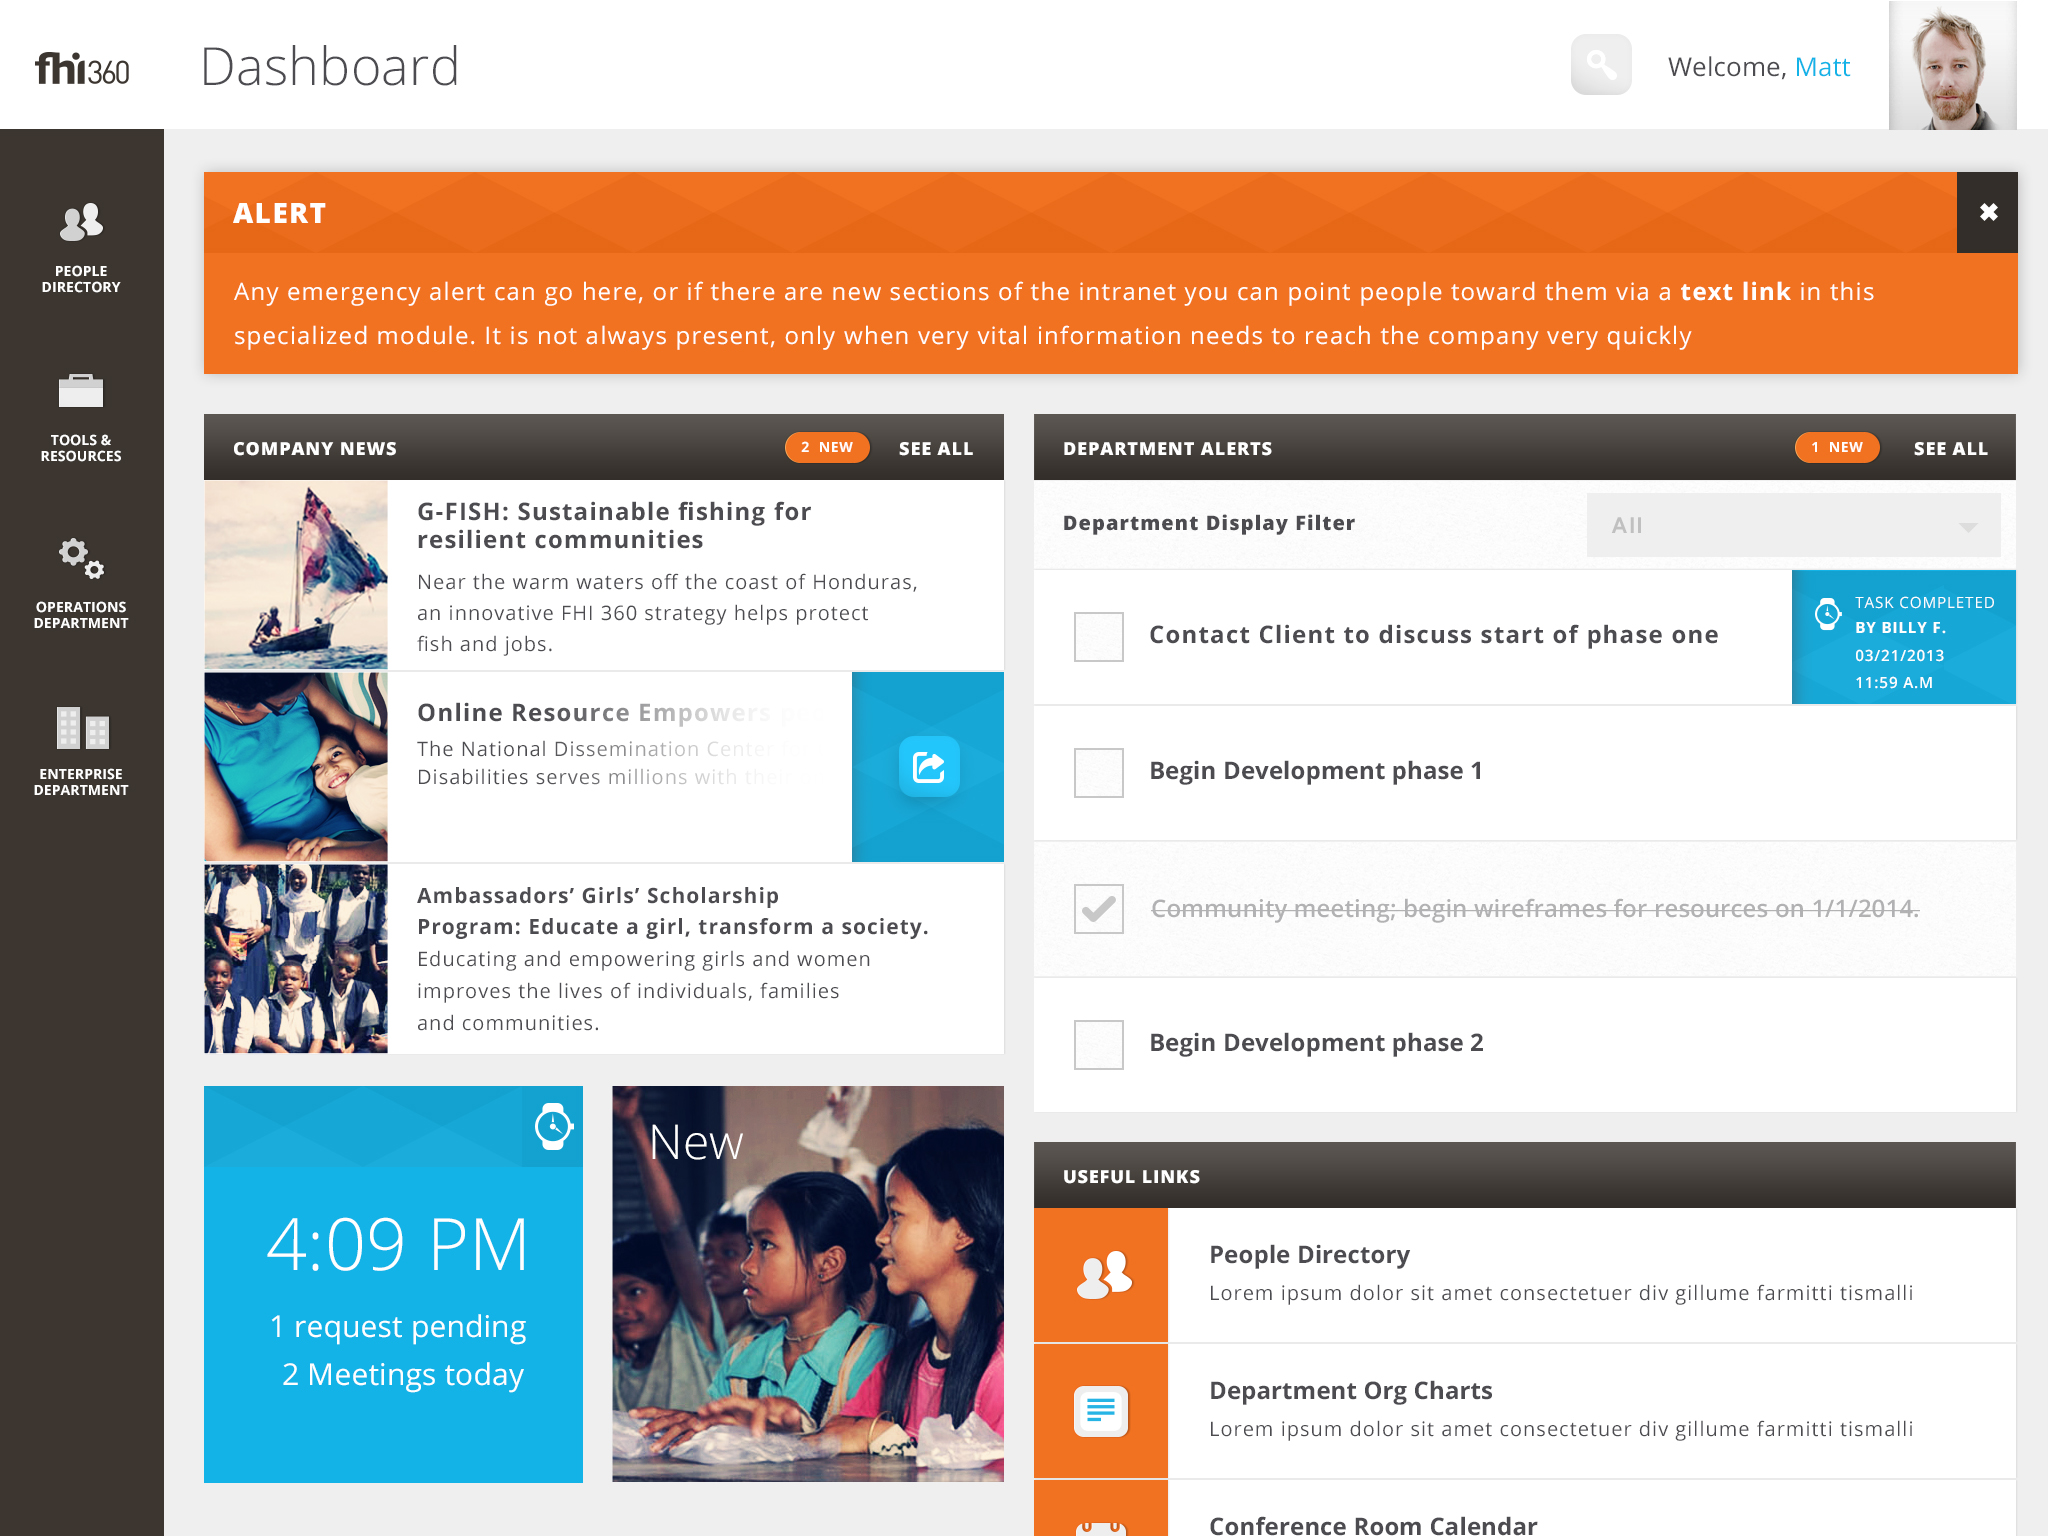 fhi360
Dashboard
Welcome, Matt
PEOPLE
DIRECTORY
TOOLS &
RESOURCES
OPERATIONS
DEPARTMENT
ENTERPRISE
DEPARTMENT
ALERT
Any emergency alert can go here, or if there are new sections of the intranet you can point people toward them via a text link in this
specialized module. It is not always present, only when very vital information needs to reach the company very quickly
COMPANY NEWS
2 NEW
SEE ALL
G-FISH: Sustainable fishing for
resilient communities
Near the warm waters off the coast of Honduras,
an innovative FHI 360 strategy helps protect
fish and jobs.
Online Resource Empowers
The National Dissemination Center
Disabilities serves millions with their
Ambassadors’ Girls’ Scholarship
Program: Educate a girl, transform a society.
Educating and empowering girls and women
improves the lives of individuals, families
and communities.
4:09 PM
1 request pending
2 Meetings today
New
DEPARTMENT ALERTS
1 NEW
SEE ALL
Department Display Filter
All
Contact Client to discuss start of phase one
TASK COMPLETED
BY BILLY F.
03/21/2013
11:59 A.M
Begin Development phase 1
Community meeting; begin wireframes for resources on 1/1/2014.
Begin Development phase 2
USEFUL LINKS
People Directory
Lorem ipsum dolor sit amet consectetuer div gillume farmitti tismalli
Department Org Charts
Lorem ipsum dolor sit amet consectetuer div gillume farmitti tismalli
Conference Room Calendar